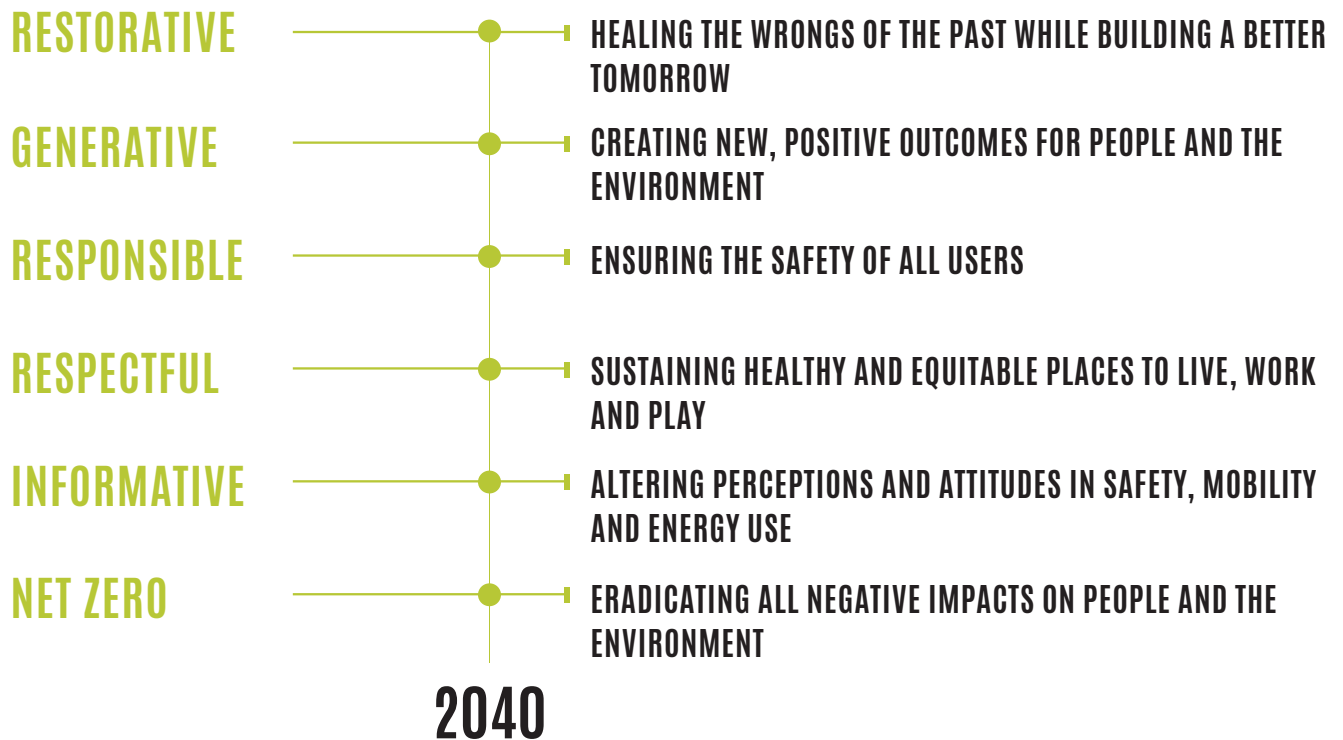 RESTORATIVE
HEALING THE WRONGS OF THE PAST WHILE BUILDING A BETTER
TOMORROW
GENERATIVE
CREATING NEW, POSITIVE OUTCOMES FOR PEOPLE AND THE
ENVIRONMENT
RESPONSIBLE
ENSURING THE SAFETY OF ALL USERS
RESPECTFUL
SUSTAINING HEALTHY AND EQUITABLE PLACES TO LIVE, WORK
AND PLAY
INFORMATIVE
ALTERING PERCEPTIONS AND ATTITUDES IN SAFETY, MOBILITY
AND ENERGY USE
NET ZERO
ERADICATING ALL NEGATIVE IMPACTS ON PEOPLE AND THE
ENVIRONMENT
2040